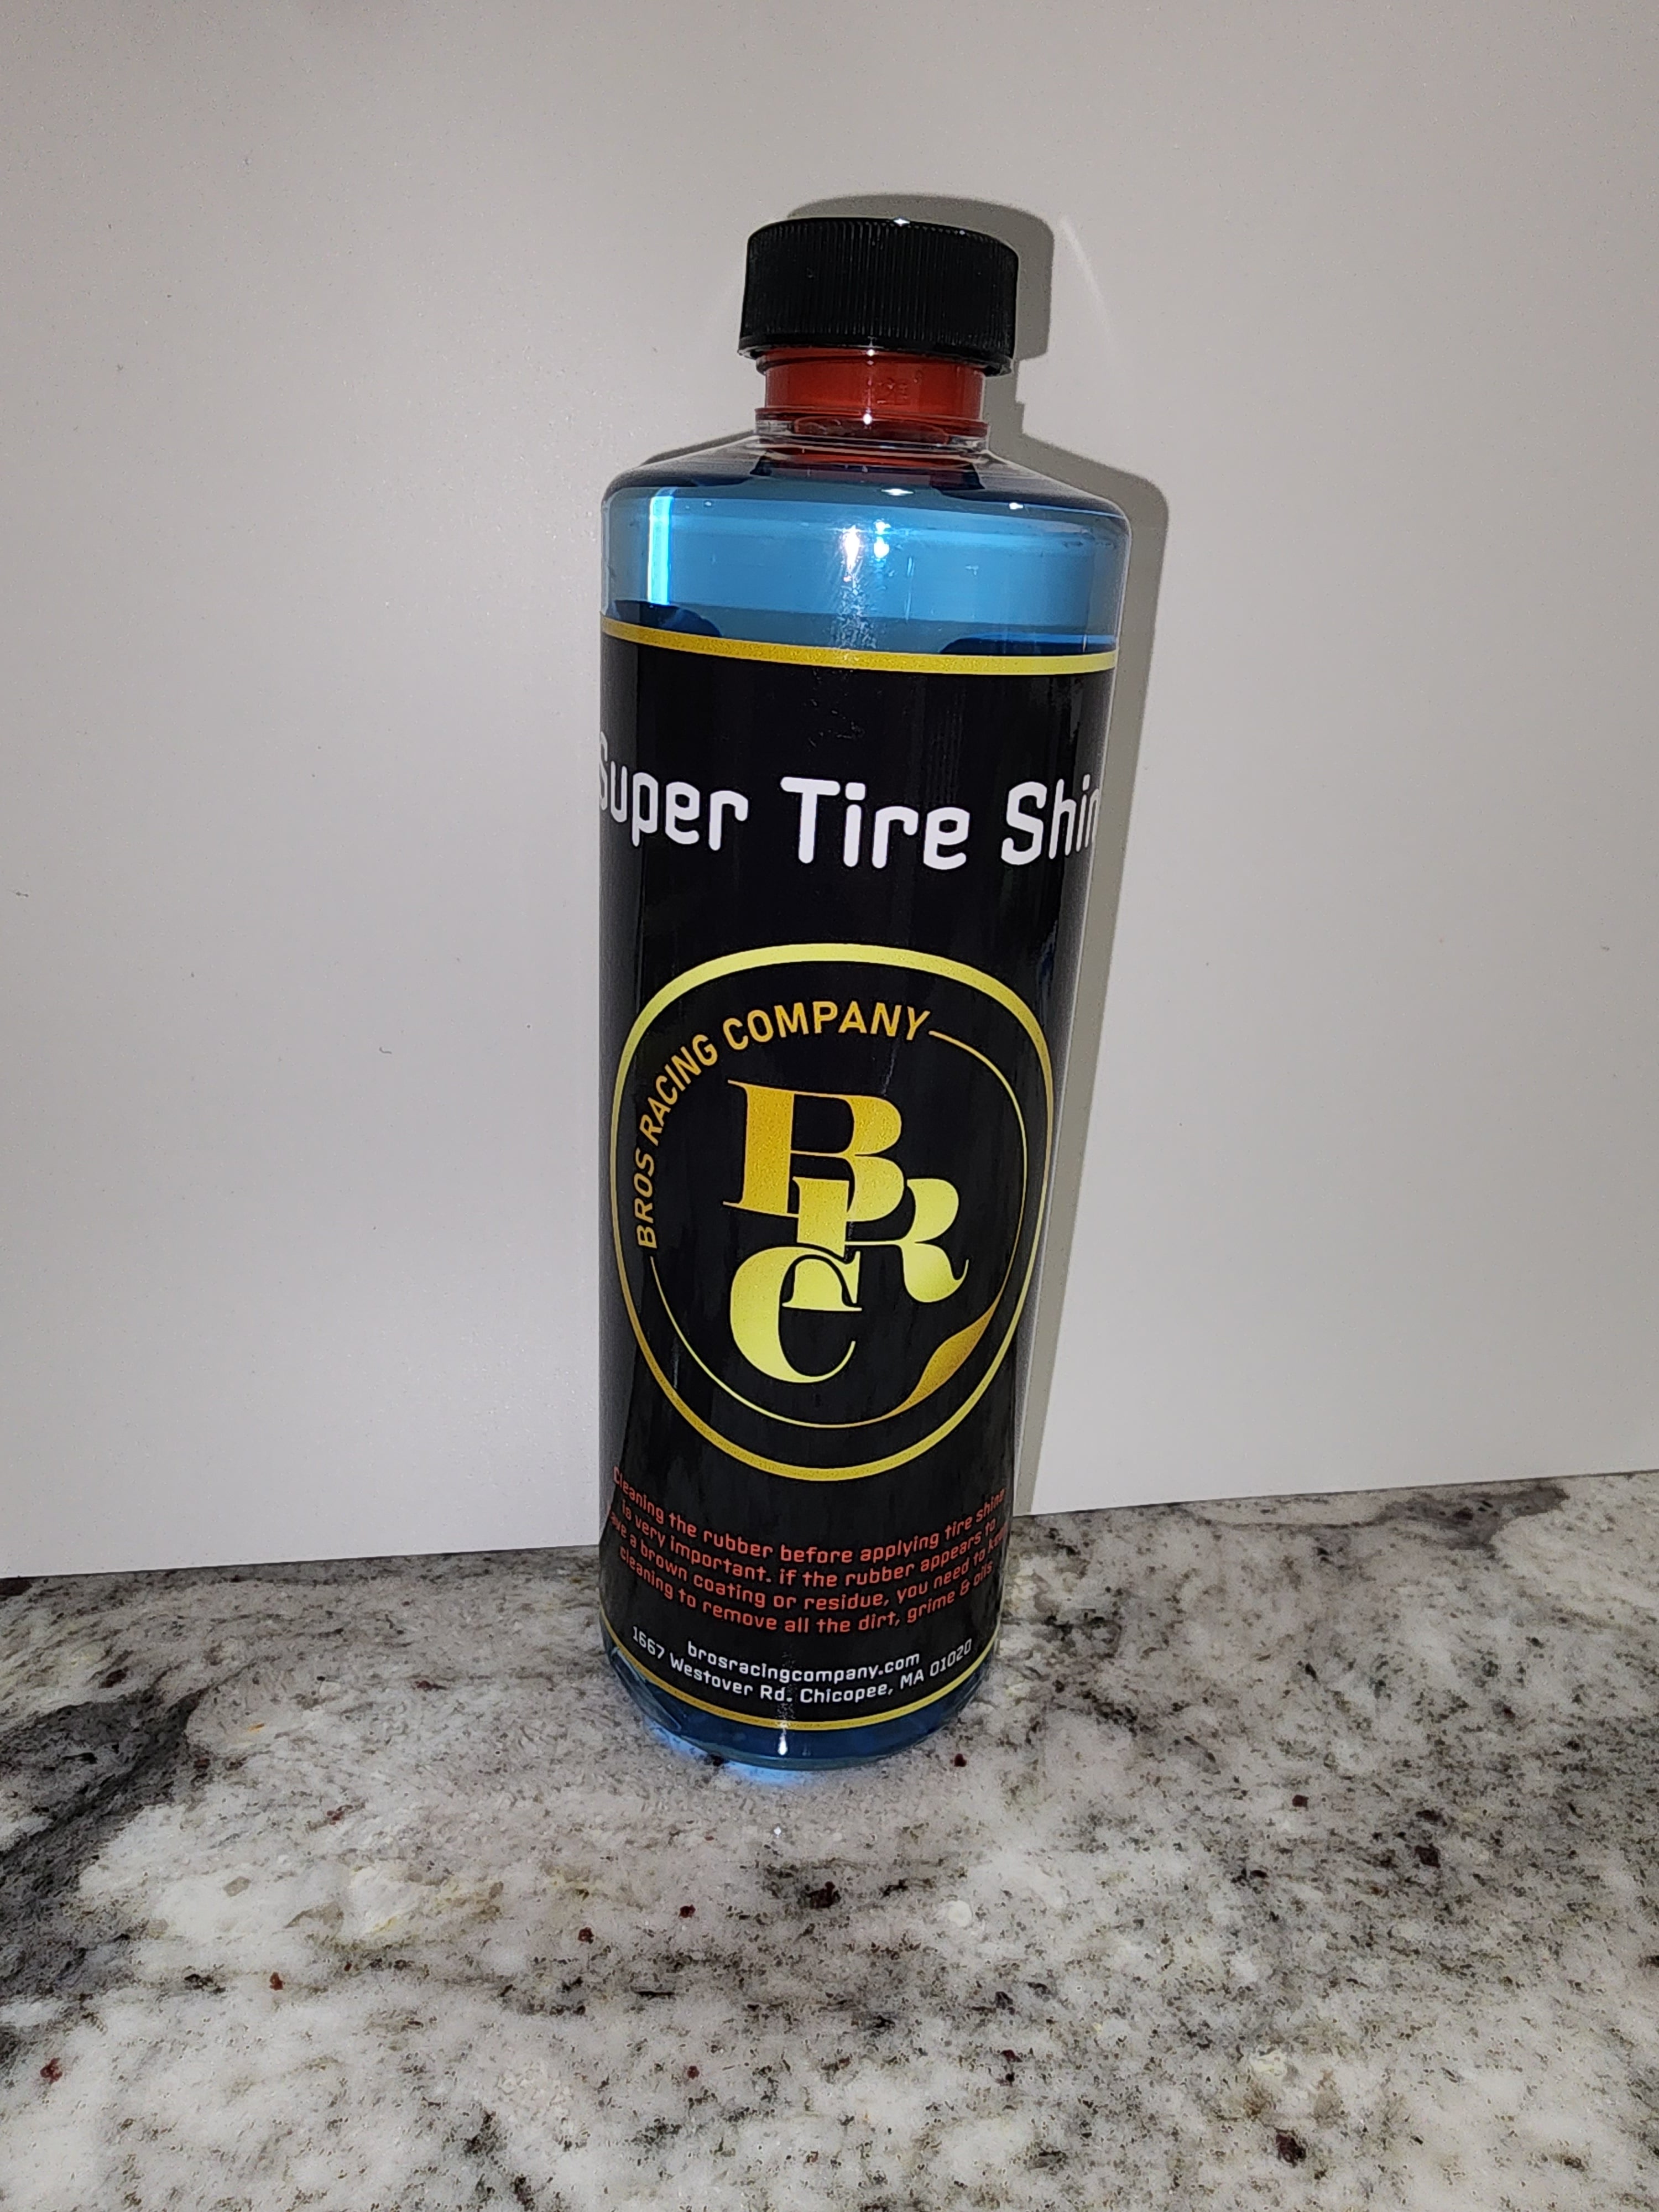 Super Tire Shin
BROS RACING COMPANY
BRC
Cleaning the rubber before applying tire shine
is very important. if the rubber appears to
have a brown coating or residue, you need to keep
cleaning to remove all the dirt, grime & oils
brosracingcompany.com
1667 Westover Rd. Chicopee, MA 01020